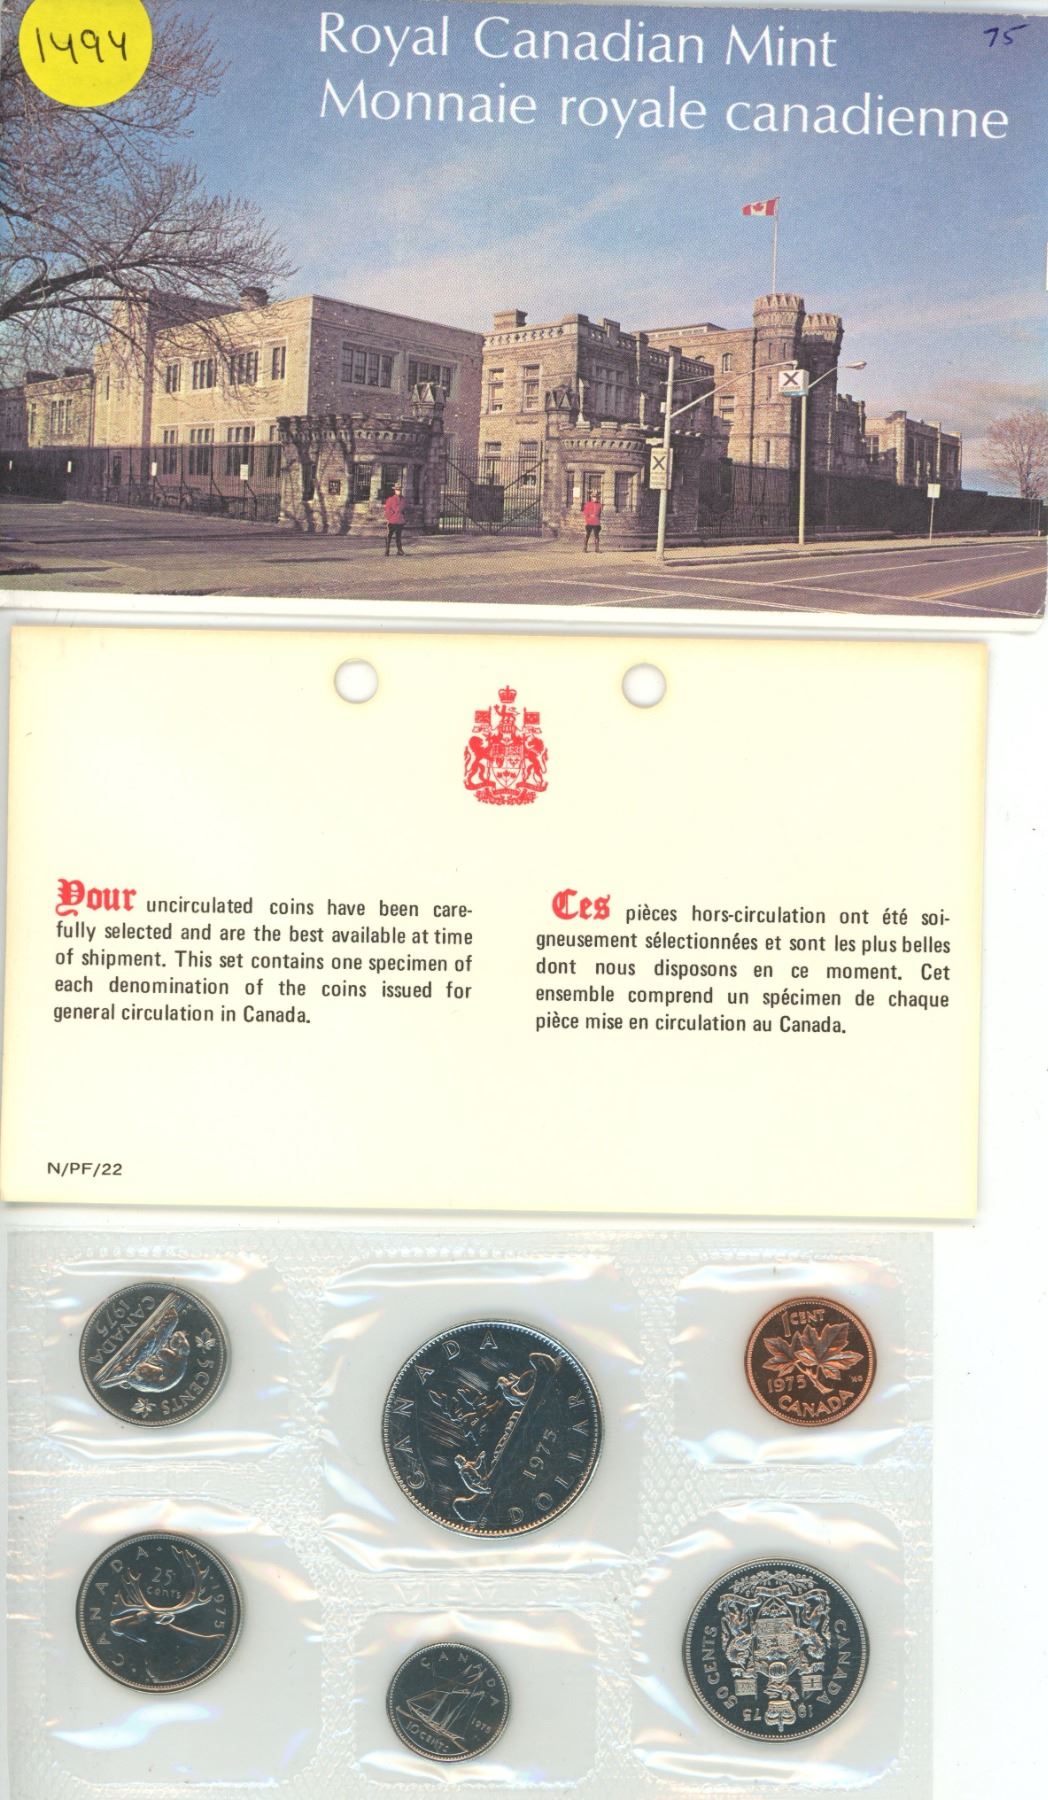 1494
75
Royal Canadian Mint
Monnaie royale canadienne
X
X
Your uncirculated coins have been care-
fully selected and are the best available at time
of shipment. This set contains one specimen of
each denomination of the coins issued for
general circulation in Canada.
Ces pièces hors-circulation ont été soi-
gneusement sélectionnées et sont les plus belles
dont nous disposons en ce moment. Cet
ensemble comprend un spécimen de chaque
pièce mise en circulation au Canada.
N/PF/22
5 CENTS
CANADA
1975
CANADA
1975
DOLLAR
1 CENT
1975
CANADA
CANADA
25
CENTS
1975
CANADA
1975
10 CENTS
50 CENTS
CANADA
19 75